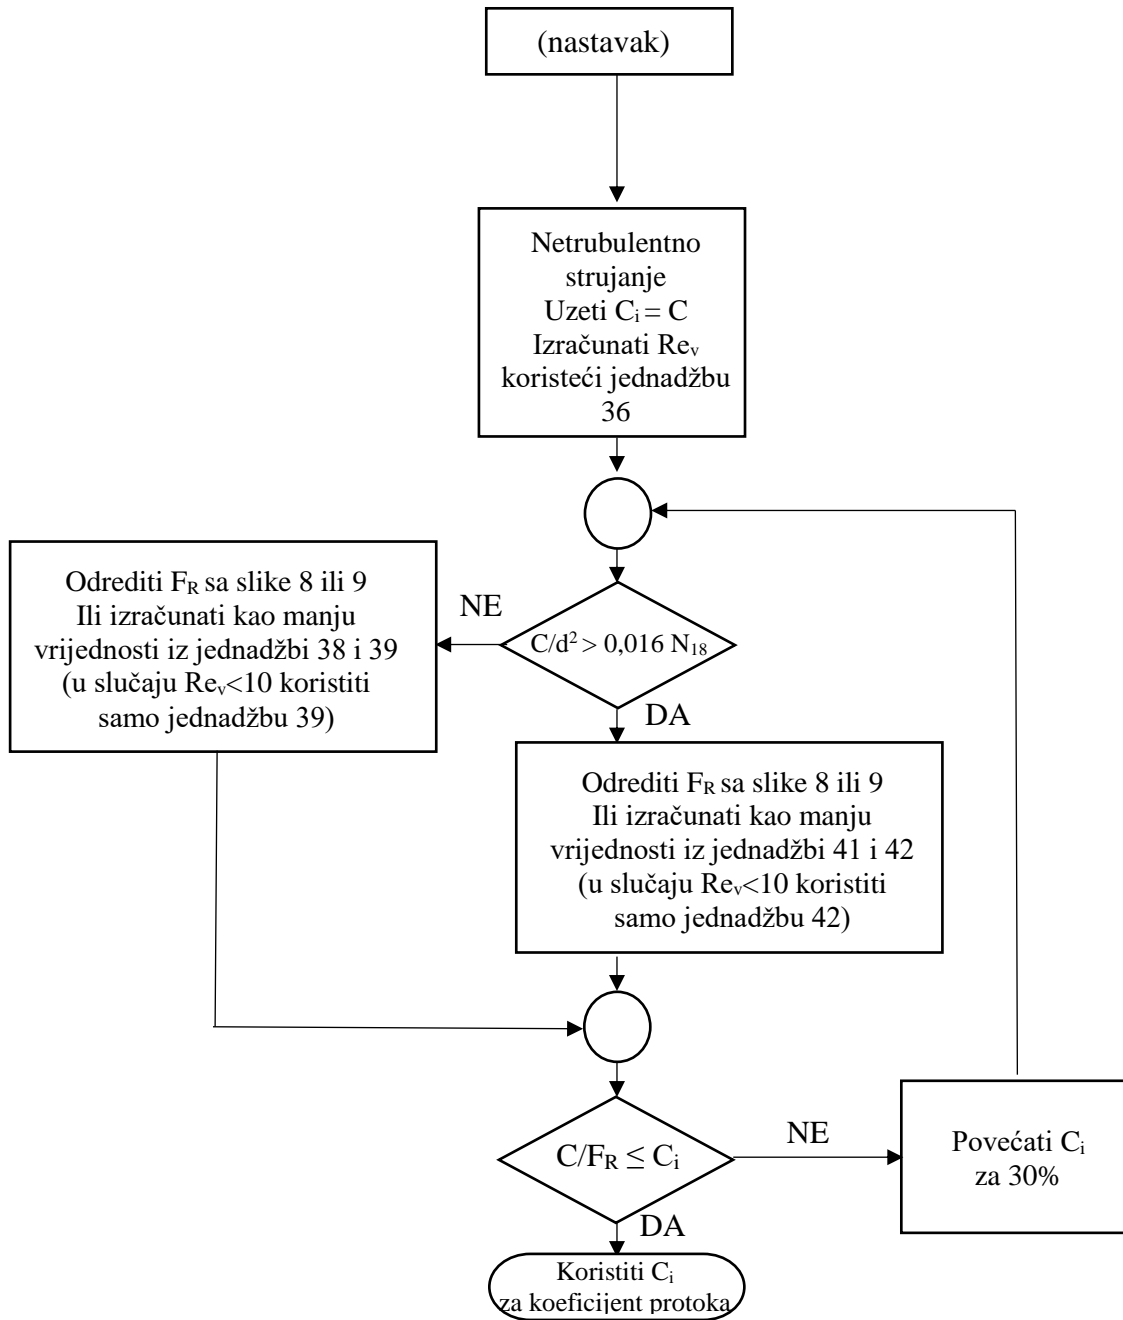 (nastavak)
Netrubulentno
strujanje
Uzeti Cᵢ = C
Izračunati Reᵥ
koristeći jednadžbu
36
Odrediti F_R sa slike 8 ili 9
Ili izračunati kao manju
vrijednosti iz jednadžbi 38 i 39
(u slučaju Reᵥ<10 koristiti
samo jednadžbu 39)
NE
C/d² > 0,016 N₁₈
DA
Odrediti F_R sa slike 8 ili 9
Ili izračunati kao manju
vrijednosti iz jednadžbi 41 i 42
(u slučaju Reᵥ<10 koristiti
samo jednadžbu 42)
C/F_R ≤ Cᵢ
NE
Povećati Cᵢ
za 30%
DA
Koristiti Cᵢ
za koeficijent protoka